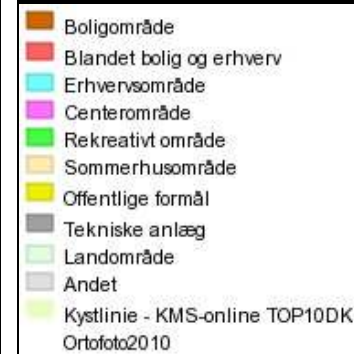 Boligområde
Blandet bolig og erhverv
Erhvervsområde
Centerområde
Rekreativt område
Sommerhusområde
Offentlige formål
Tekniske anlæg
Landområde
Andet
Kystlinie - KMS-online TOP10DK
Ortofoto2010